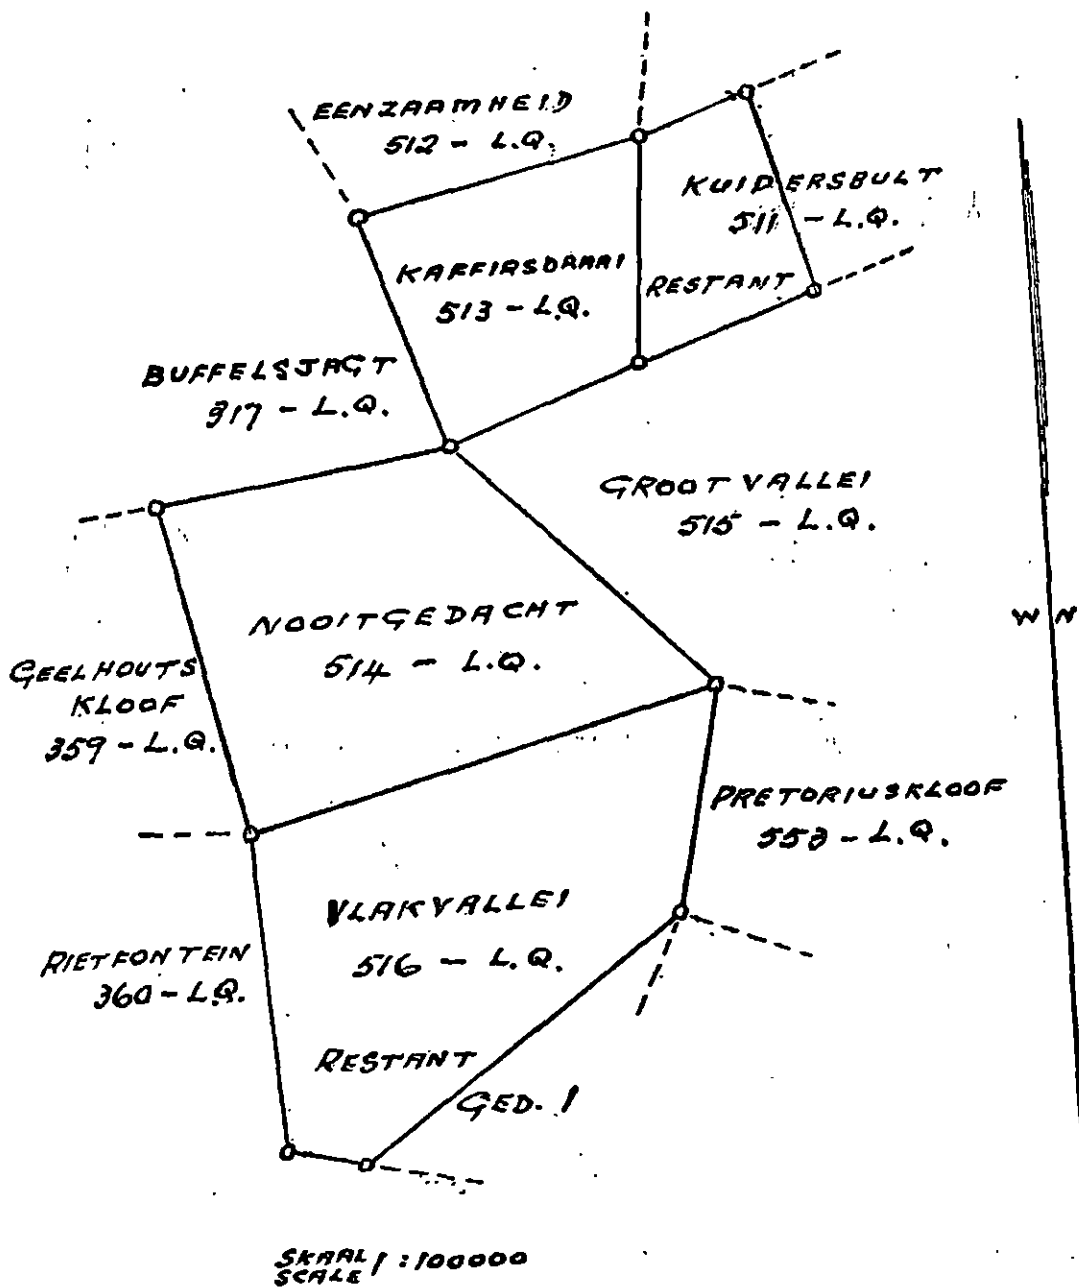 EENZAAMHEID
512 - L.Q.
KUIPERSBULT
511 - L.Q.
KAFFIRSDRAAI
513 - L.Q.
RESTANT
BUFFELSJAGT
317 - L.Q.
GROOTVALLEI
515 - L.Q.
NOOITGEDACHT
514 - L.Q.
W N
GEELHOUTS
KLOOF
359 - L.Q.
PRETORIUSKLOOF
553 - L.Q.
VLAKVALLEI
516 - L.Q.
RIETFONTEIN
360 - L.Q.
RESTANT
GED. 1
SKAAL
SCALE 1 : 100000